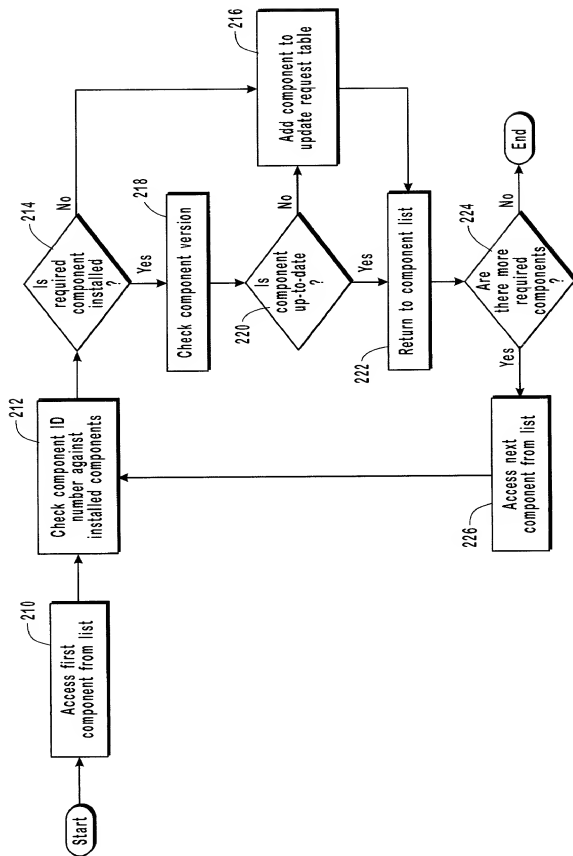 Start
210
Access first
component from list
212
Check component ID
number against
installed components
214
Is
required
component
installed
?
No
Yes
216
Add component to
update request table
218
Check component version
220
Is
component
up-to-date
?
No
Yes
222
Return to component list
224
Are
there more
required
components
?
No
End
Yes
226
Access next
component from list